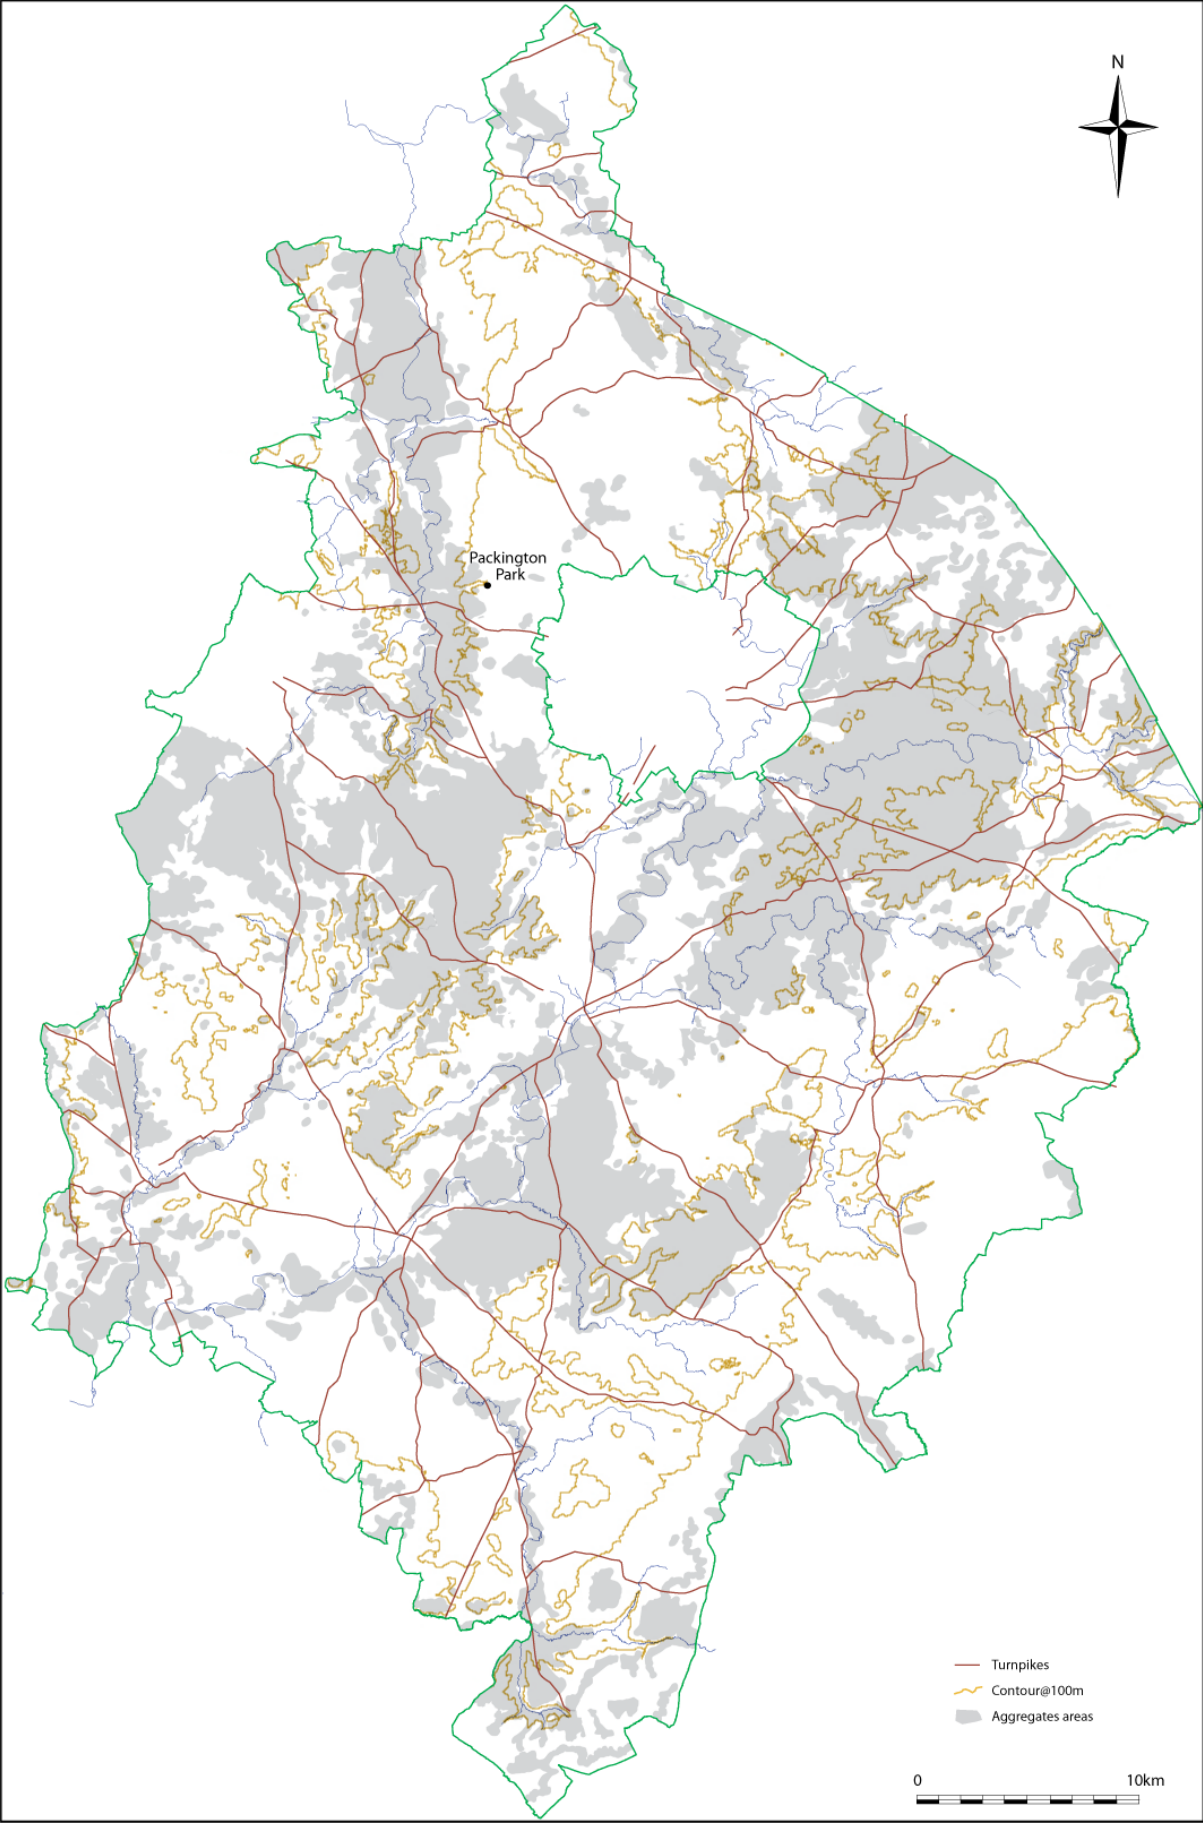 N
Packington
Park
Turnpikes
Contour@100m
Aggregates areas
0 10km